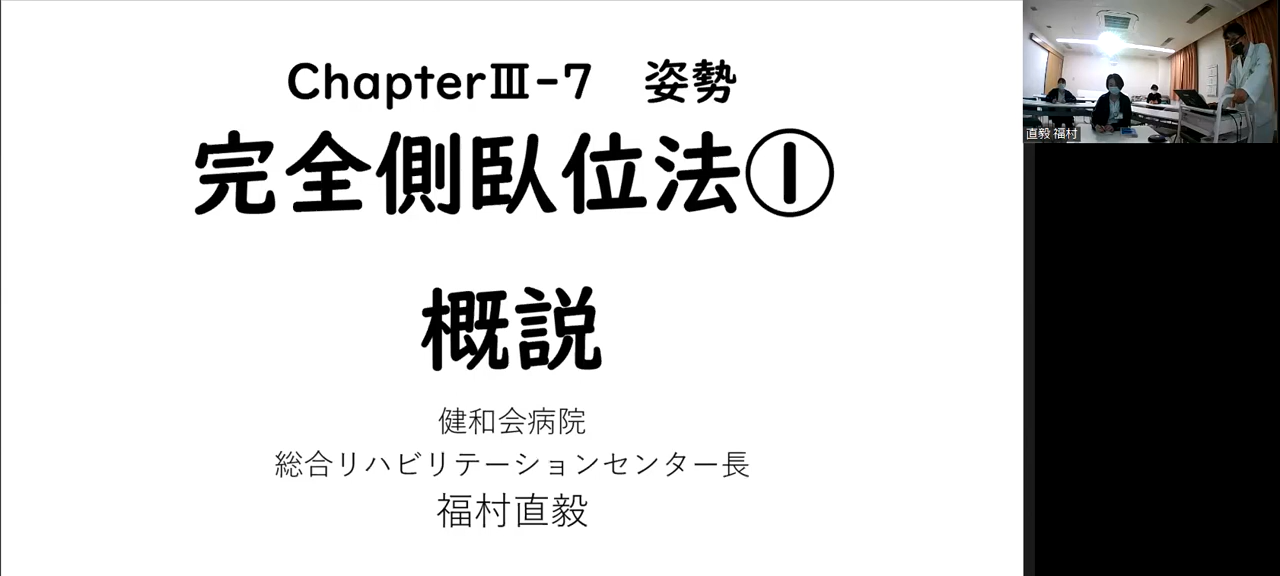 ChapterⅢ-7　姿勢
完全側臥位法①
概説
健和会病院
総合リハビリテーションセンター長
福村直毅
直毅 福村